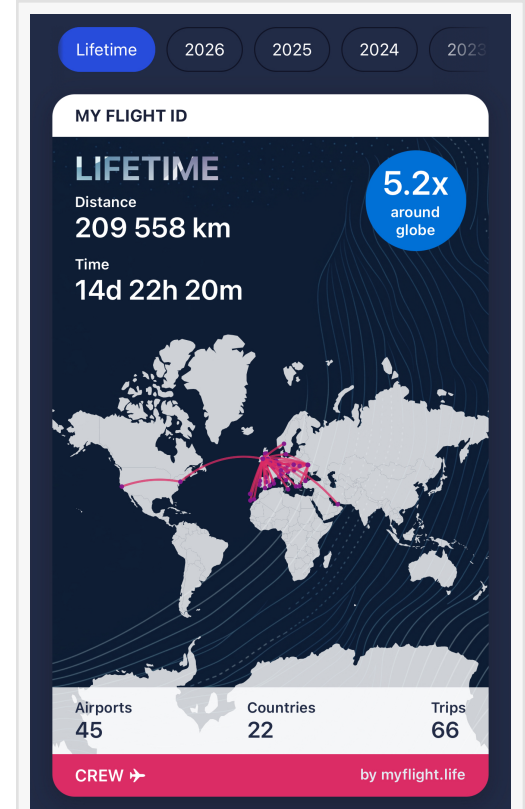 Lifetime 2026 2025 2024 2023
MY FLIGHT ID
LIFETIME
Distance
209 558 km
Time
14d 22h 20m
5.2x
around
globe
Airports Countries Trips
45 22 66
CREW ✈ by myflight.life